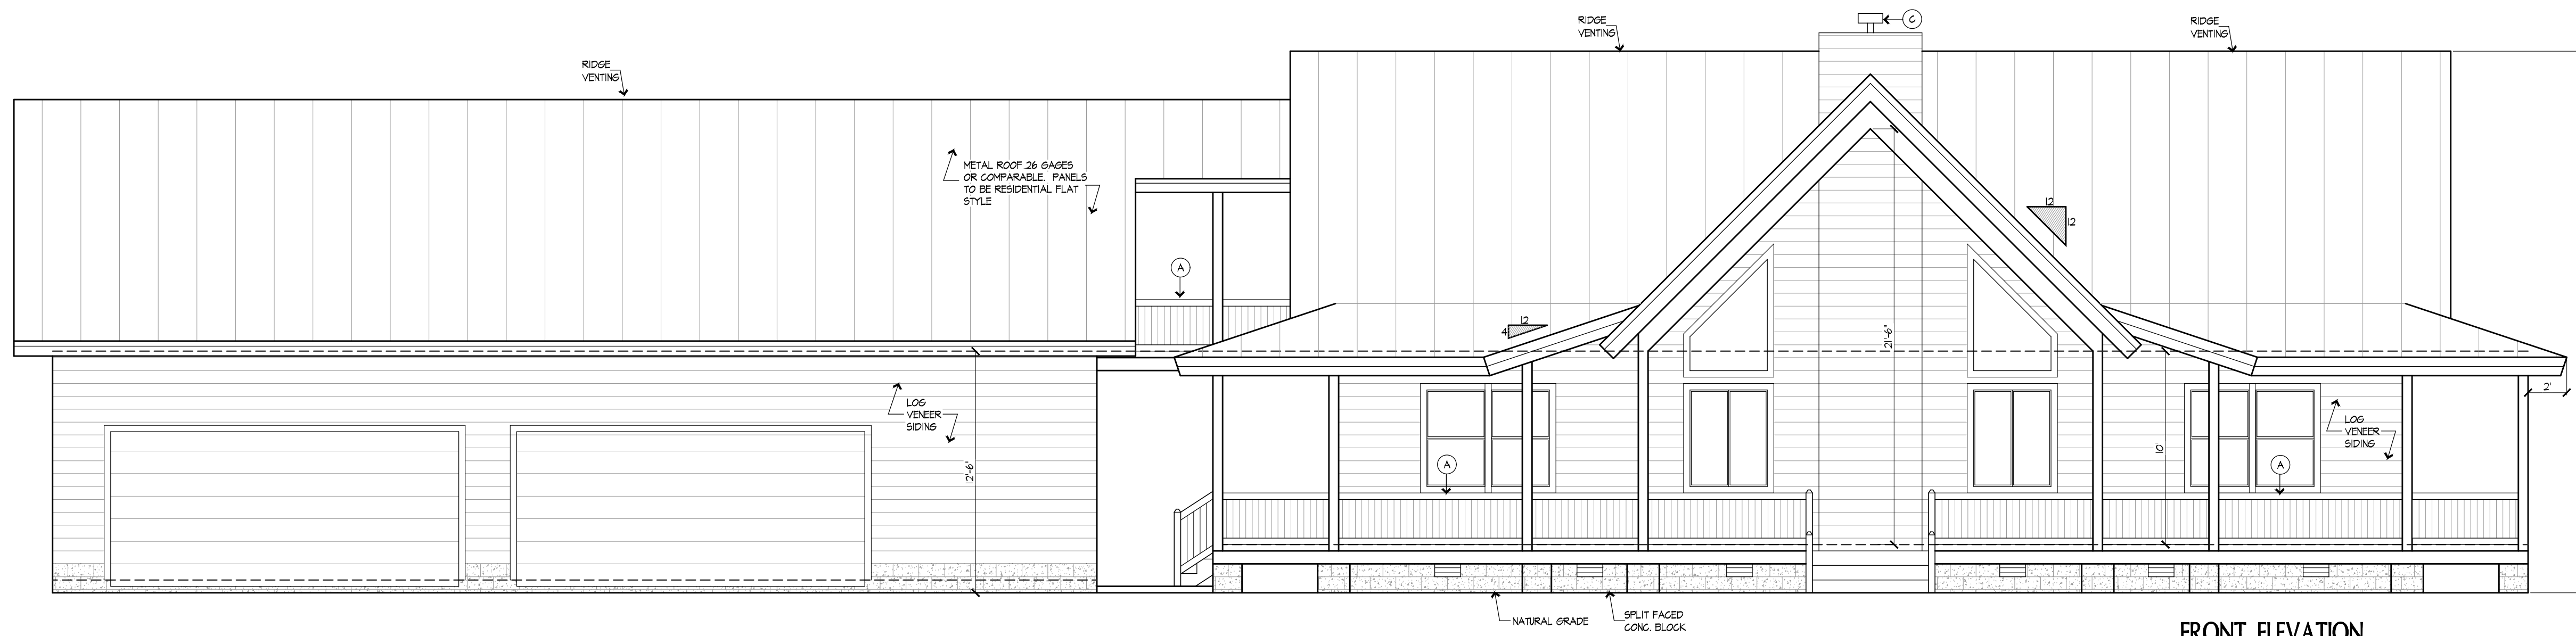 RIDGE
VENTING
RIDGE
VENTING
C
RIDGE
VENTING
METAL ROOF 26 GAGES
OR COMPARABLE. PANELS
TO BE RESIDENTIAL FLAT
STYLE
12
12
A
12
4
21'-6"
2'
LOG
VENEER
SIDING
LOG
VENEER
SIDING
12'-6"
10'
A
A
NATURAL GRADE
SPLIT FACED
CONC. BLOCK
FRONT ELEVATION